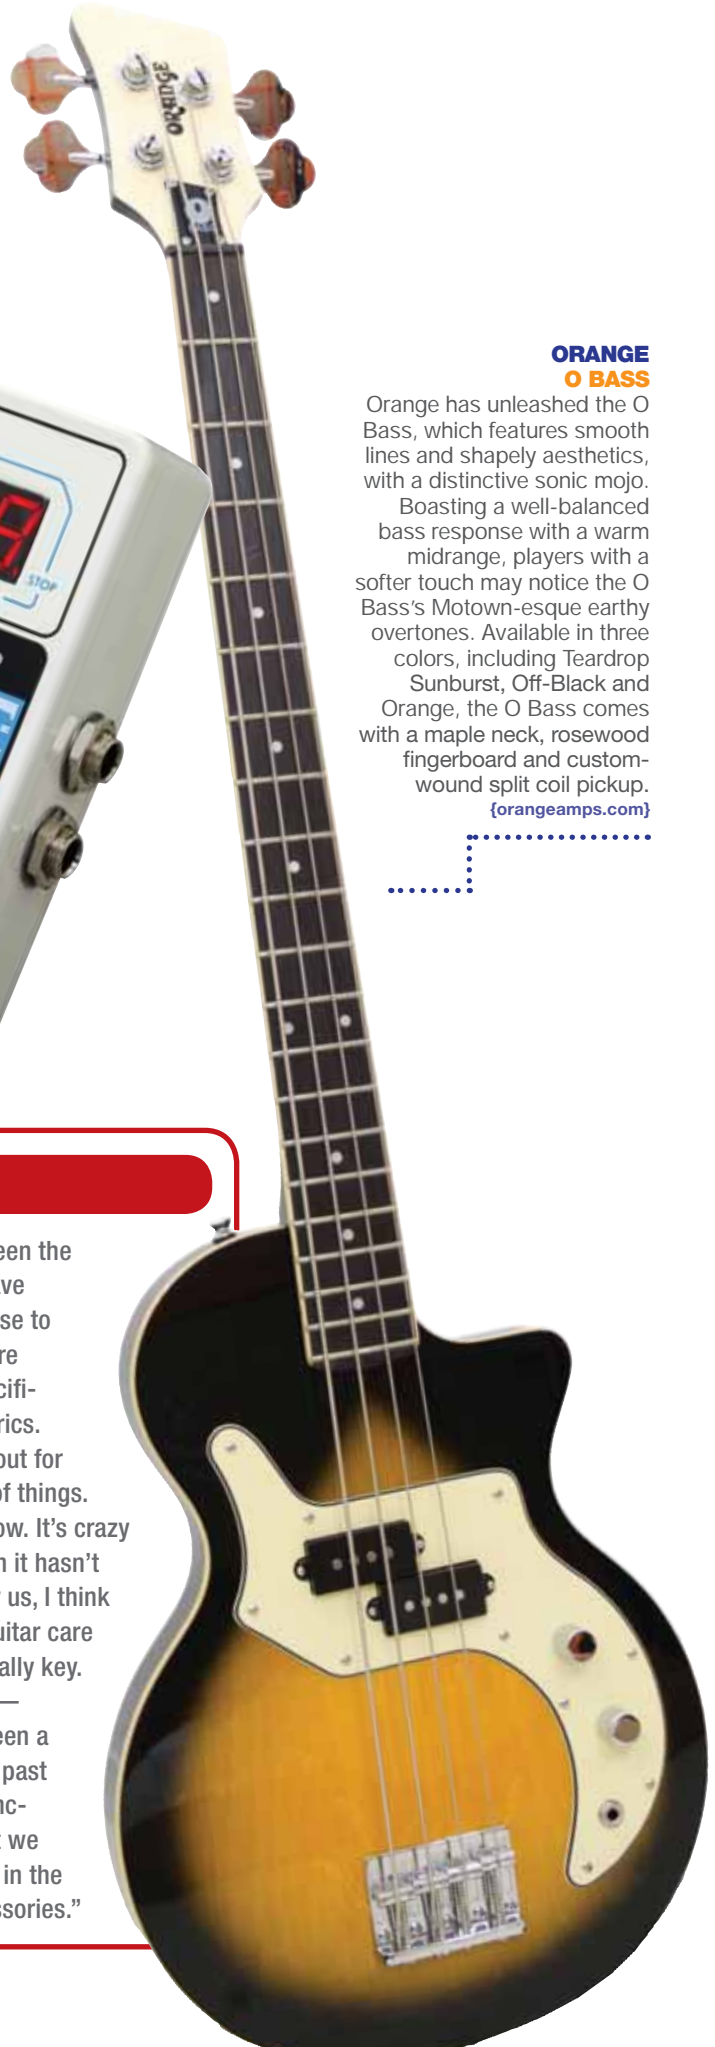 ORANGE
O
ORANGE
O BASS
Orange has unleashed the O
Bass, which features smooth
lines and shapely aesthetics,
with a distinctive sonic mojo.
Boasting a well-balanced
bass response with a warm
midrange, players with a
softer touch may notice the O
Bass's Motown-esque earthy
overtones. Available in three
colors, including Teardrop
Sunburst, Off-Black and
Orange, the O Bass comes
with a maple neck, rosewood
fingerboard and custom-
wound split coil pickup.
{orangeamps.com}
STOP
een the
ve
se to
re
cifi-
rics.
out for
of things.
ow. It's crazy
n it hasn't
r us, I think
uitar care
ally key.
—
een a
past
nc-
t we
in the
ssories.”